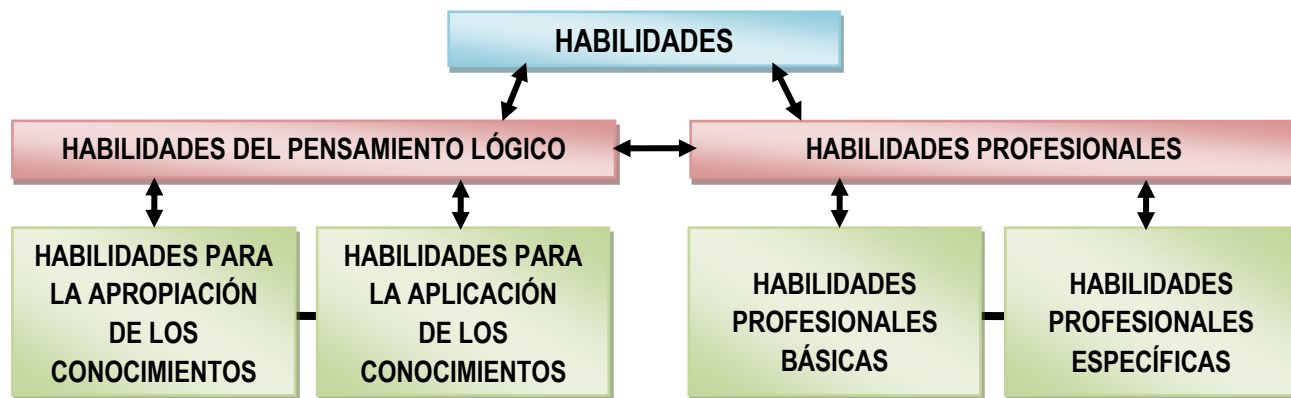 HABILIDADES
HABILIDADES DEL PENSAMIENTO LÓGICO
HABILIDADES PROFESIONALES
HABILIDADES PARA
LA APROPIACIÓN
DE LOS
CONOCIMIENTOS
HABILIDADES PARA
LA APLICACIÓN
DE LOS
CONOCIMIENTOS
HABILIDADES
PROFESIONALES
BÁSICAS
HABILIDADES
PROFESIONALES
ESPECÍFICAS